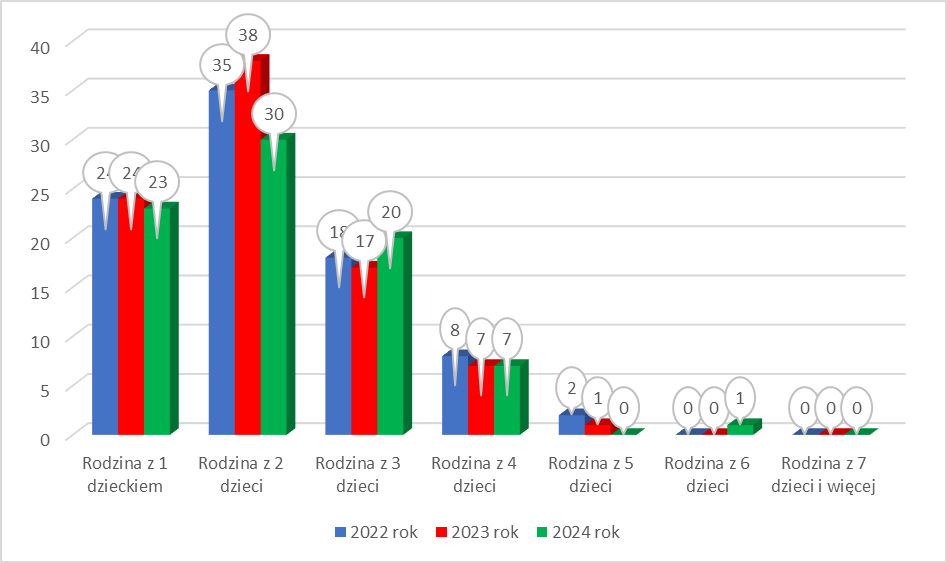 40
35
30
25
20
15
10
5
0
24 24 23
35 38 30
18 17 20
8 7 7
2 1 0
0 0 1
0 0 0
Rodzina z 1
dzieckiem
Rodzina z 2
dzieci
Rodzina z 3
dzieci
Rodzina z 4
dzieci
Rodzina z 5
dzieci
Rodzina z 6
dzieci
Rodzina z 7
dzieci i więcej
2022 rok 2023 rok 2024 rok